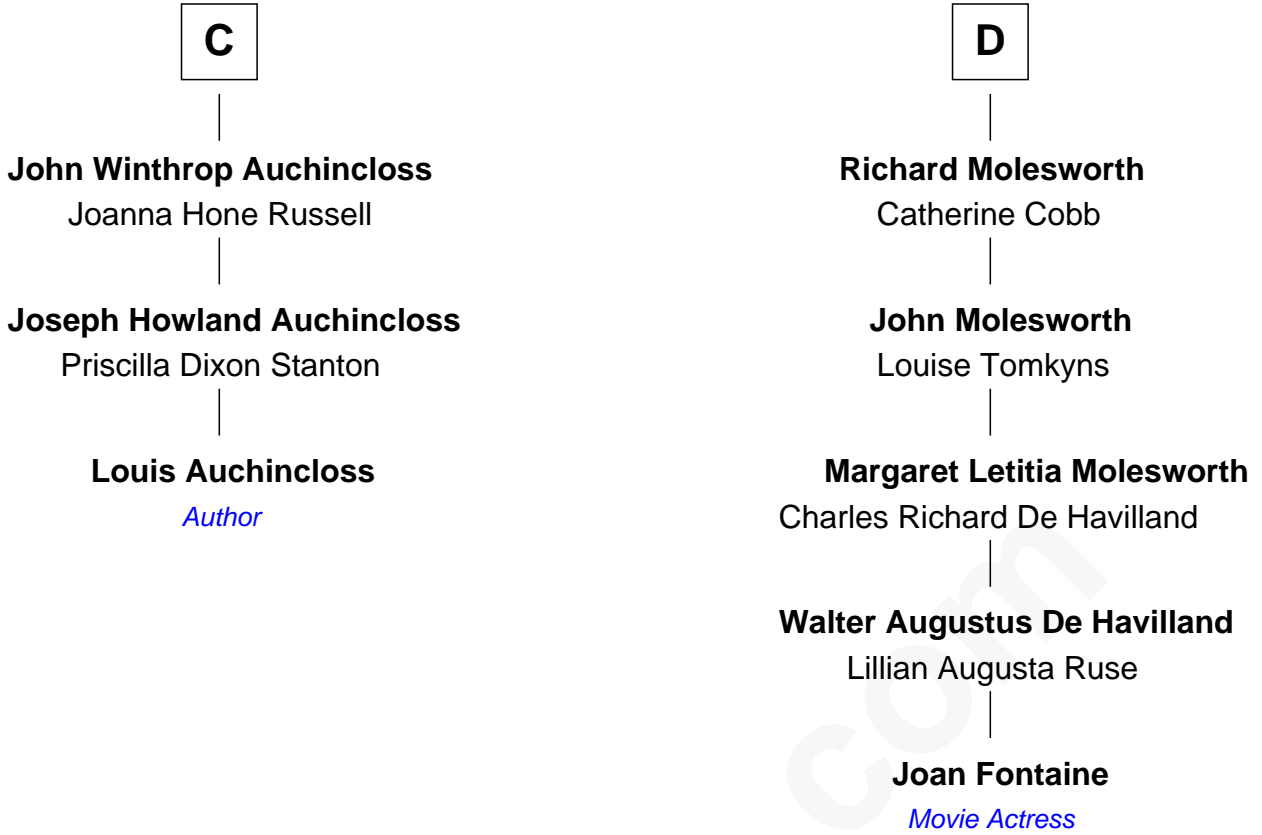 C
John Winthrop Auchincloss
Joanna Hone Russell
Joseph Howland Auchincloss
Priscilla Dixon Stanton
Louis Auchincloss
Author
D
Richard Molesworth
Catherine Cobb
John Molesworth
Louise Tomkyns
Margaret Letitia Molesworth
Charles Richard De Havilland
Walter Augustus De Havilland
Lillian Augusta Ruse
Joan Fontaine
Movie Actress
com